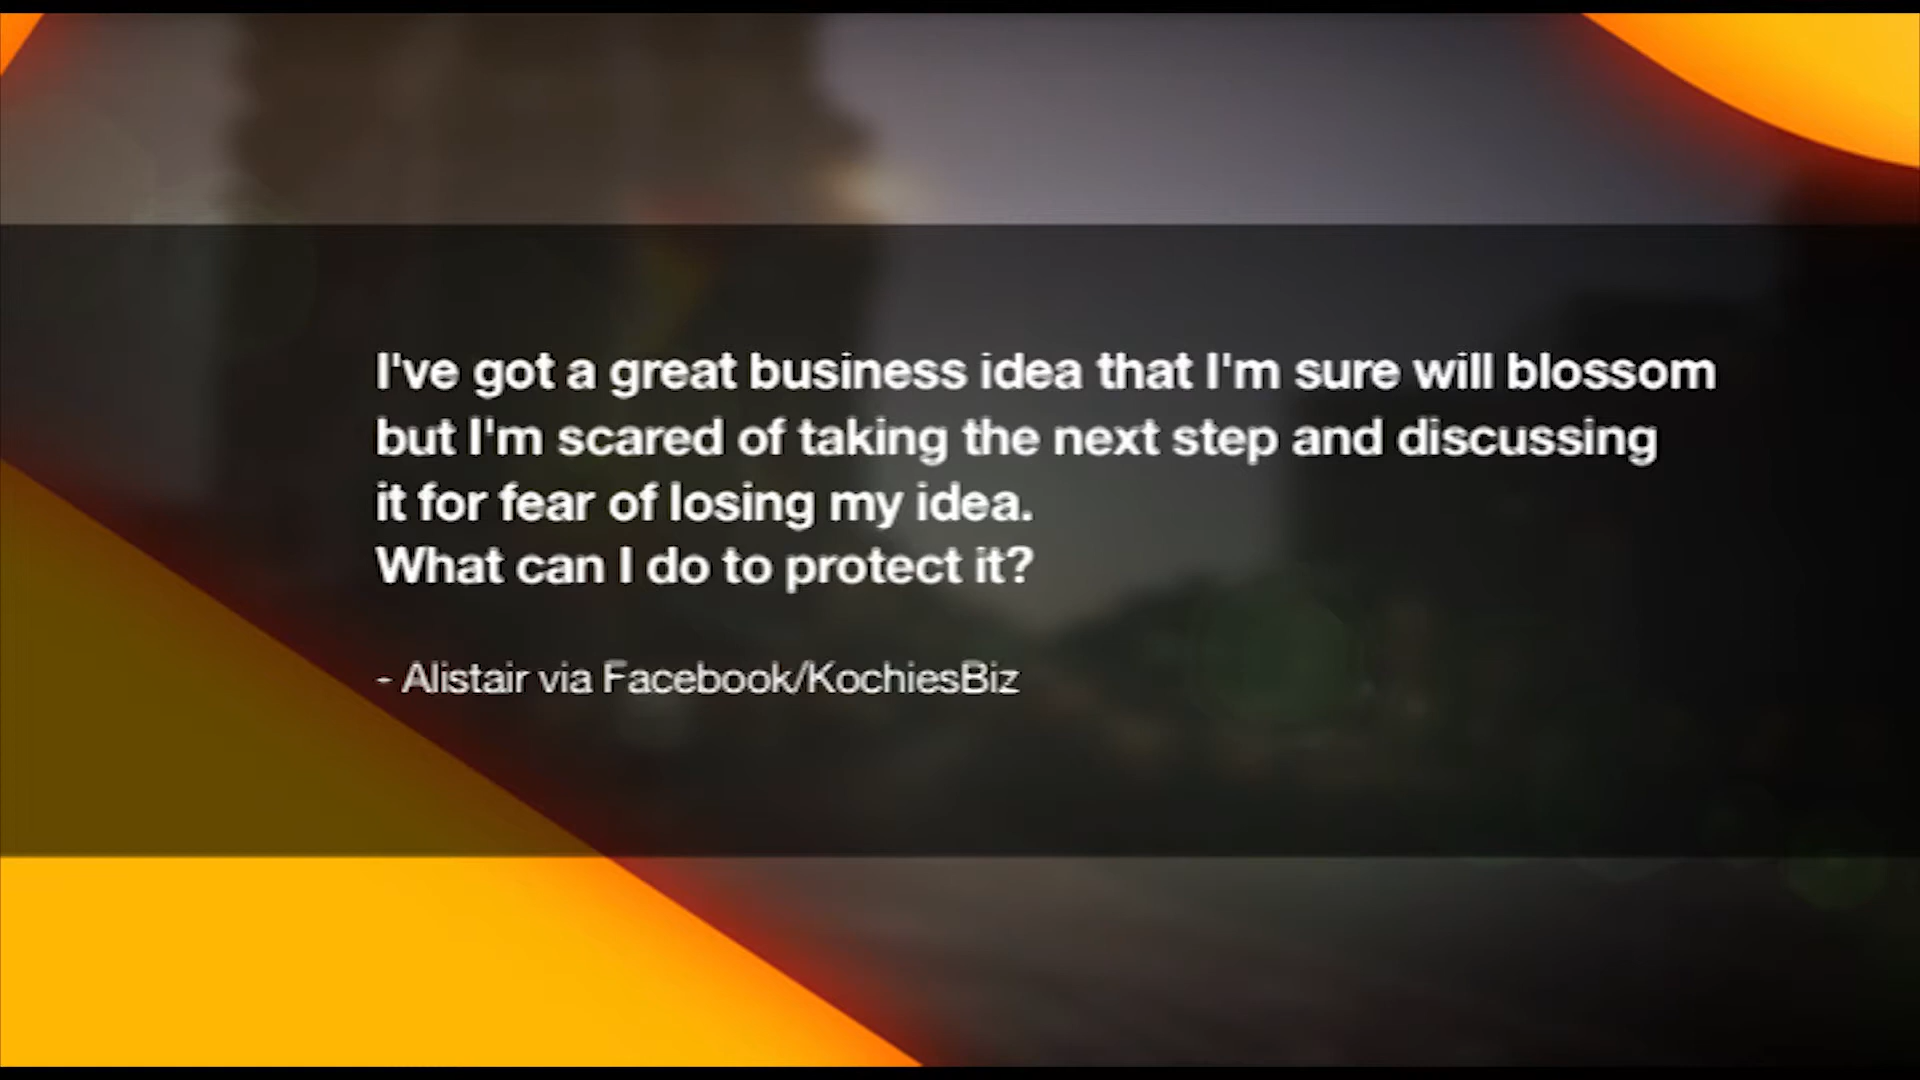 I've got a great business idea that I'm sure will blossom
but I'm scared of taking the next step and discussing
it for fear of losing my idea.
What can I do to protect it?
- Alistair via Facebook/KochiesBiz